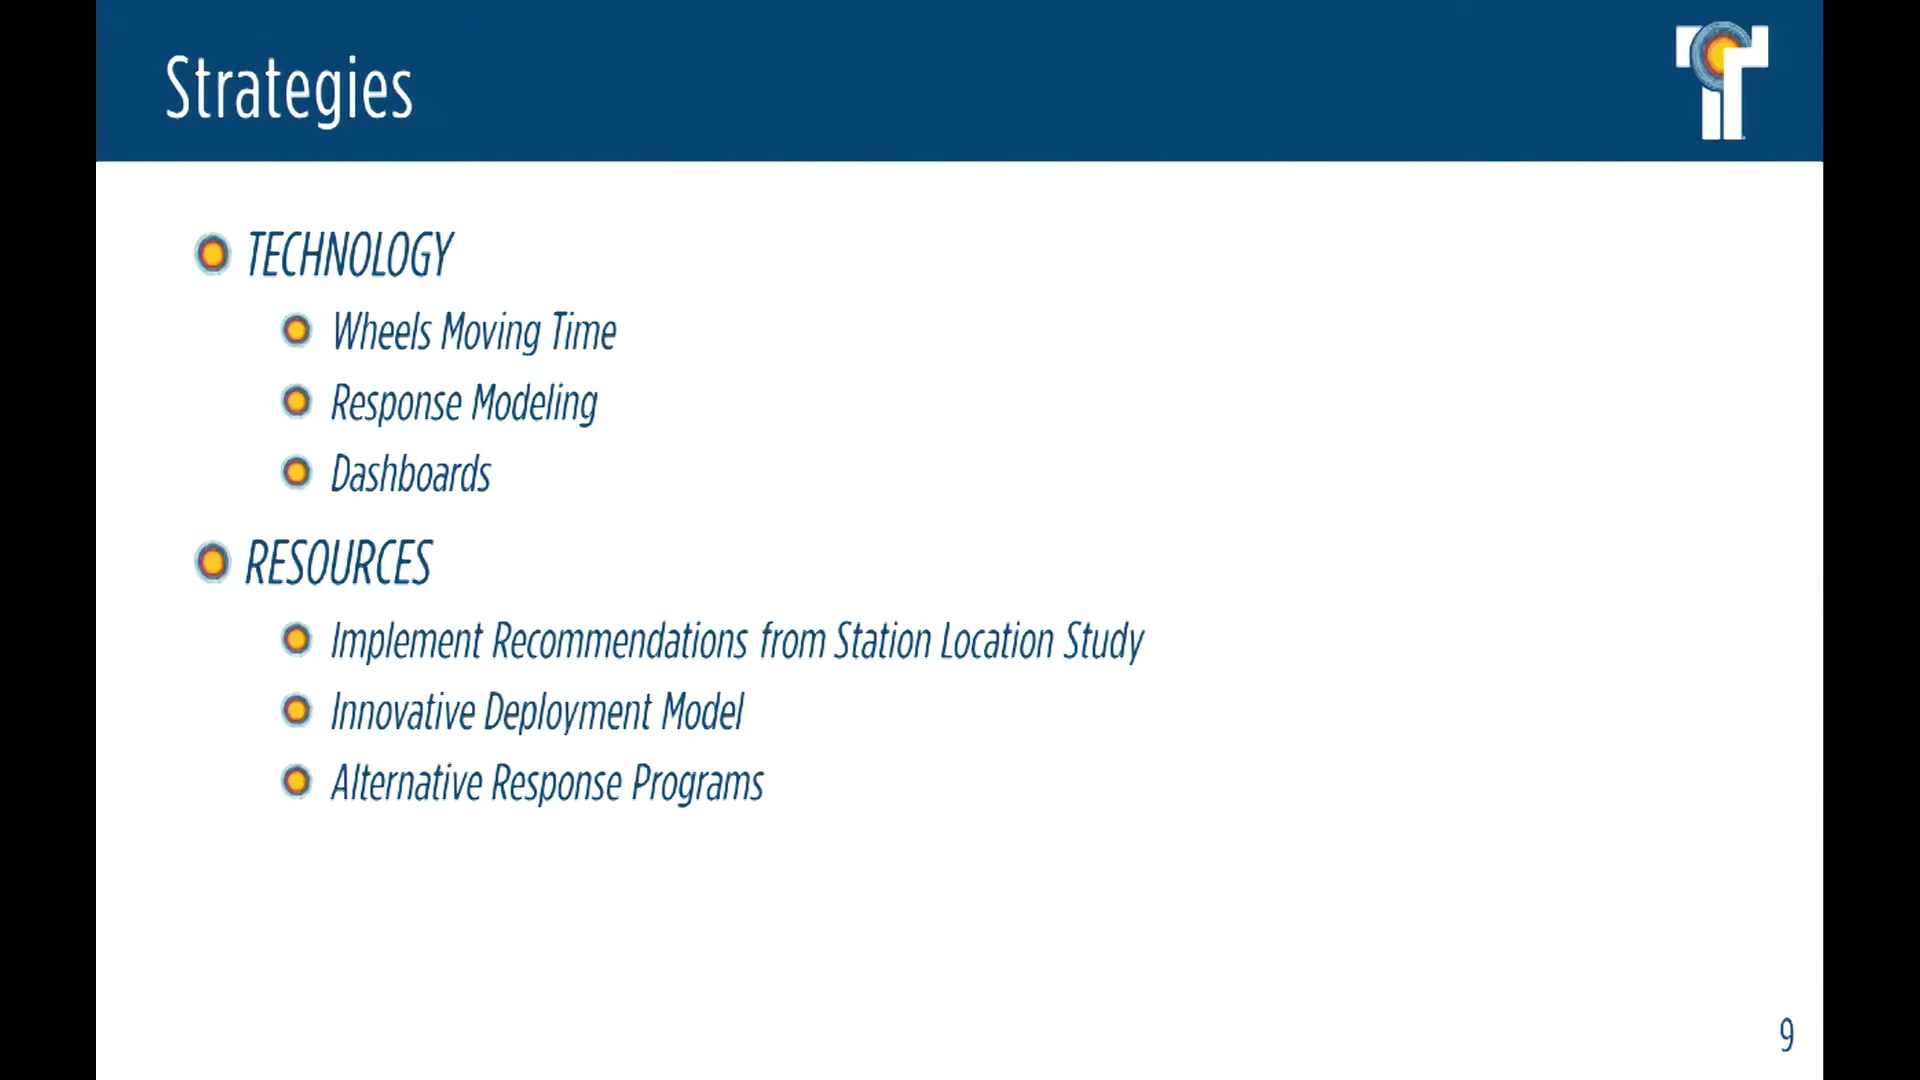 Strategies
TECHNOLOGY
Wheels Moving Time
Response Modeling
Dashboards
RESOURCES
Implement Recommendations from Station Location Study
Innovative Deployment Model
Alternative Response Programs
9